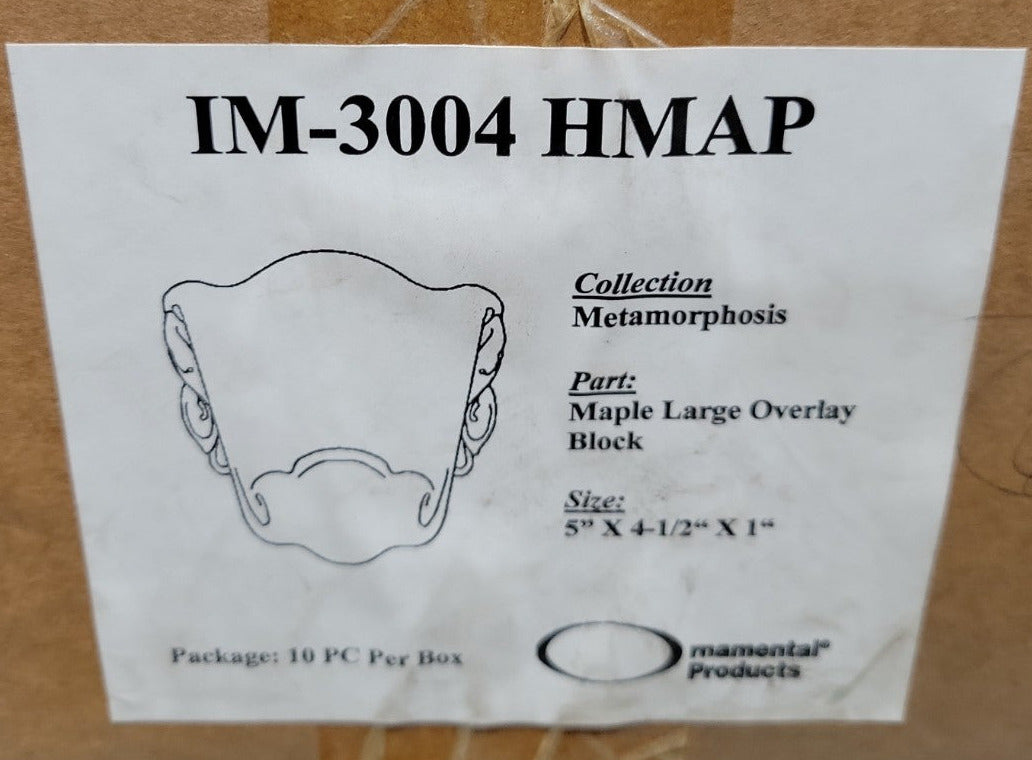 IM-3004 HMAP
Collection
Metamorphosis
Part:
Maple Large Overlay
Block
Size:
5” X 4-1/2“ X 1“
Package: 10 PC Per Box
Ornamental®
Products